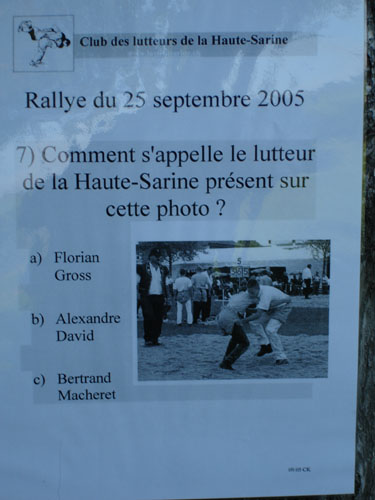 Club des lutteurs de la Haute-Sarine
Rallye du 25 septembre 2005
7) Comment s'appelle le lutteur
de la Haute-Sarine présent sur
cette photo ?
a) Florian
Gross
b) Alexandre
David
c) Bertrand
Macheret